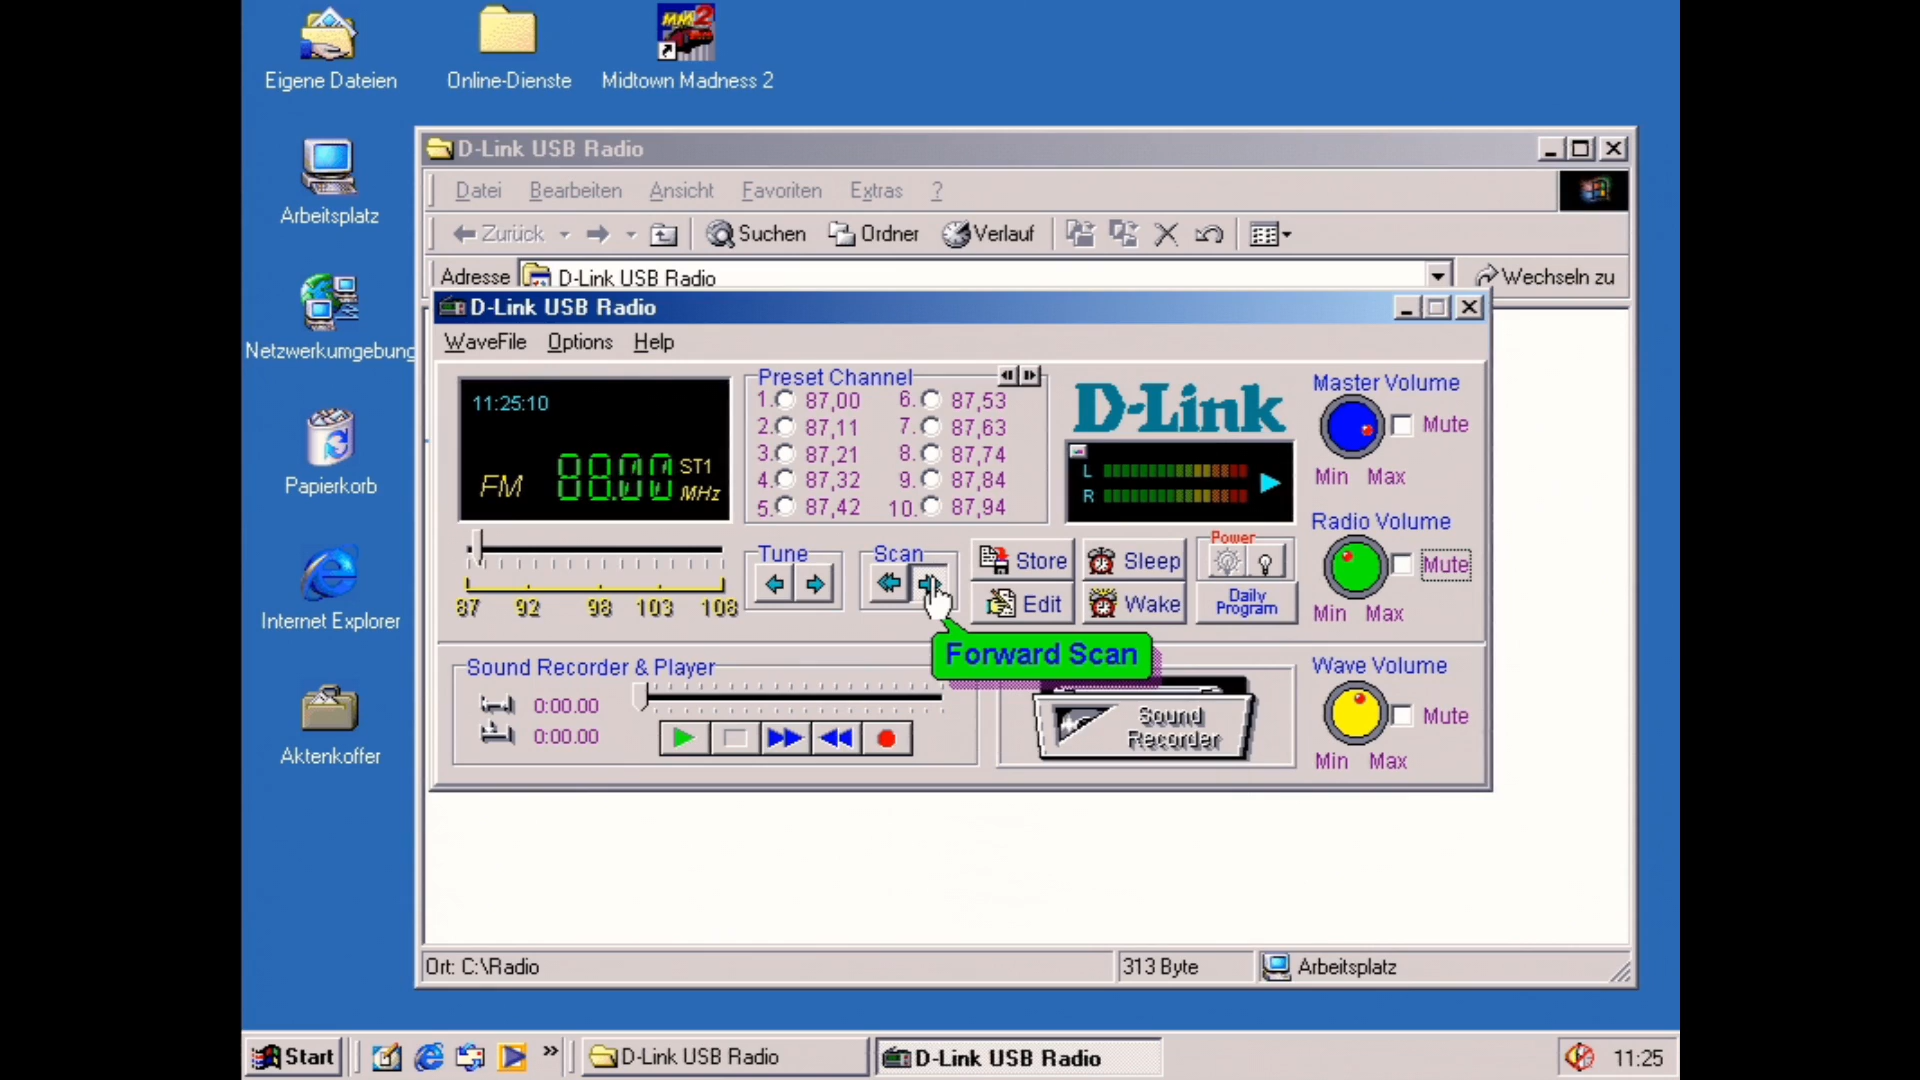 Eigene Dateien
Online-Dienste
Midtown Madness 2
MM2
Arbeitsplatz
Netzwerkumgebung
Papierkorb
Internet Explorer
Aktenkoffer
D-Link USB Radio
Datei Bearbeiten Ansicht Favoriten Extras ?
Zurück Suchen Ordner Verlauf
Adresse D-Link USB Radio Wechseln zu
D-Link USB Radio
WaveFile Options Help
11:25:10
FM 88.00 ST1
MHz
Preset Channel
1. 87,00 6. 87,53
2. 87,11 7. 87,63
3. 87,21 8. 87,74
4. 87,32 9. 87,84
5. 87,42 10. 87,94
D-Link
L
R
Master Volume
Mute
Min Max
Radio Volume
Mute
Min Max
87 92 98 103 108
Tune
Scan
Store
Edit
Sleep
Wake
Power
Daily
Program
Forward Scan
Sound Recorder & Player
0:00.00
0:00.00
Sound
Recorder
Wave Volume
Mute
Min Max
Ort: C:\Radio
313 Byte
Arbeitsplatz
Start
»
D-Link USB Radio
D-Link USB Radio
11:25